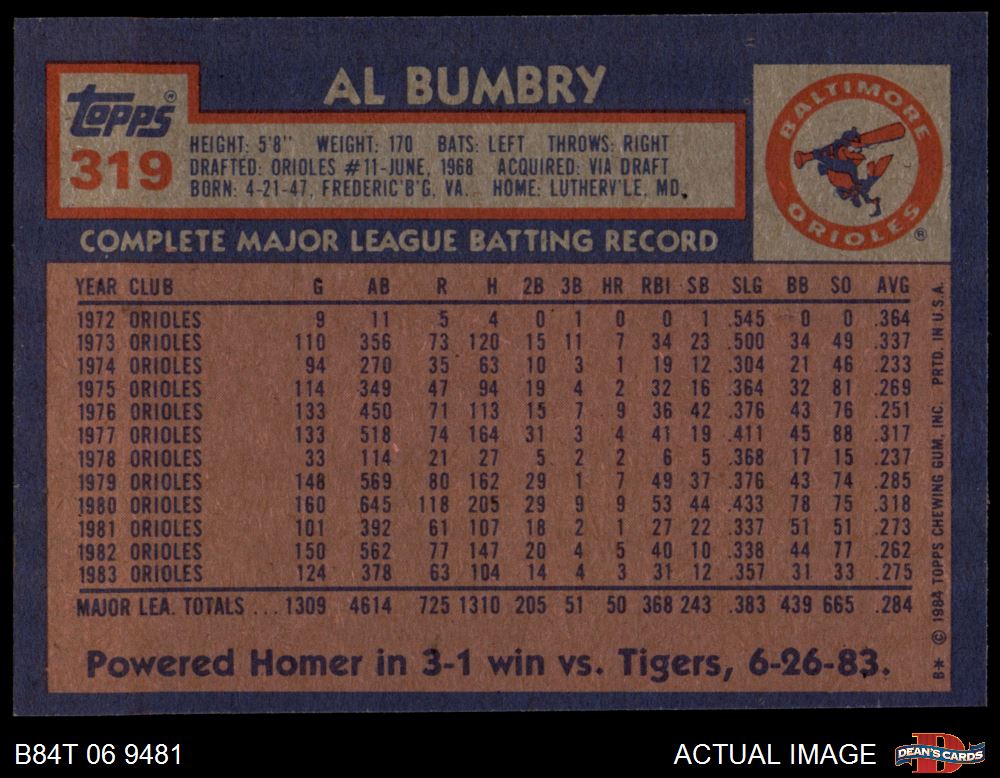 Topps®
319
AL BUMBRY
HEIGHT: 5'8" WEIGHT: 170 BATS: LEFT THROWS: RIGHT
DRAFTED: ORIOLES #11-JUNE, 1968 ACQUIRED: VIA DRAFT
BORN: 4-21-47, FREDERIC'B'G, VA. HOME: LUTHERV'LE, MD.
BALTIMORE
ORIOLES
®
COMPLETE MAJOR LEAGUE BATTING RECORD
YEAR CLUB G AB R H 2B 3B HR RBI SB SLG BB SO AVG
1972 ORIOLES 9 11 5 4 0 1 0 0 1 .545 0 0 .364
1973 ORIOLES 110 356 73 120 15 11 7 34 23 .500 34 49 .337
1974 ORIOLES 94 270 35 63 10 3 1 19 12 .304 21 46 .233
1975 ORIOLES 114 349 47 94 19 4 2 32 16 .364 32 81 .269
1976 ORIOLES 133 450 71 113 15 7 9 36 42 .376 43 76 .251
1977 ORIOLES 133 518 74 164 31 3 4 41 19 .411 45 88 .317
1978 ORIOLES 33 114 21 27 5 2 2 6 5 .368 17 15 .237
1979 ORIOLES 148 569 80 162 29 1 7 49 37 .376 43 74 .285
1980 ORIOLES 160 645 118 205 29 9 9 53 44 .433 78 75 .318
1981 ORIOLES 101 392 61 107 18 2 1 27 22 .337 51 51 .273
1982 ORIOLES 150 562 77 147 20 4 5 40 10 .338 44 77 .262
1983 ORIOLES 124 378 63 104 14 4 3 31 12 .357 31 33 .275
MAJOR LEA. TOTALS ... 1309 4614 725 1310 205 51 50 368 243 .383 439 665 .284
Powered Homer in 3-1 win vs. Tigers, 6-26-83.
B* © 1984 TOPPS CHEWING GUM, INC. PRTD. IN U.S.A.
B84T 06 9481
ACTUAL IMAGE
DEAN'S CARDS